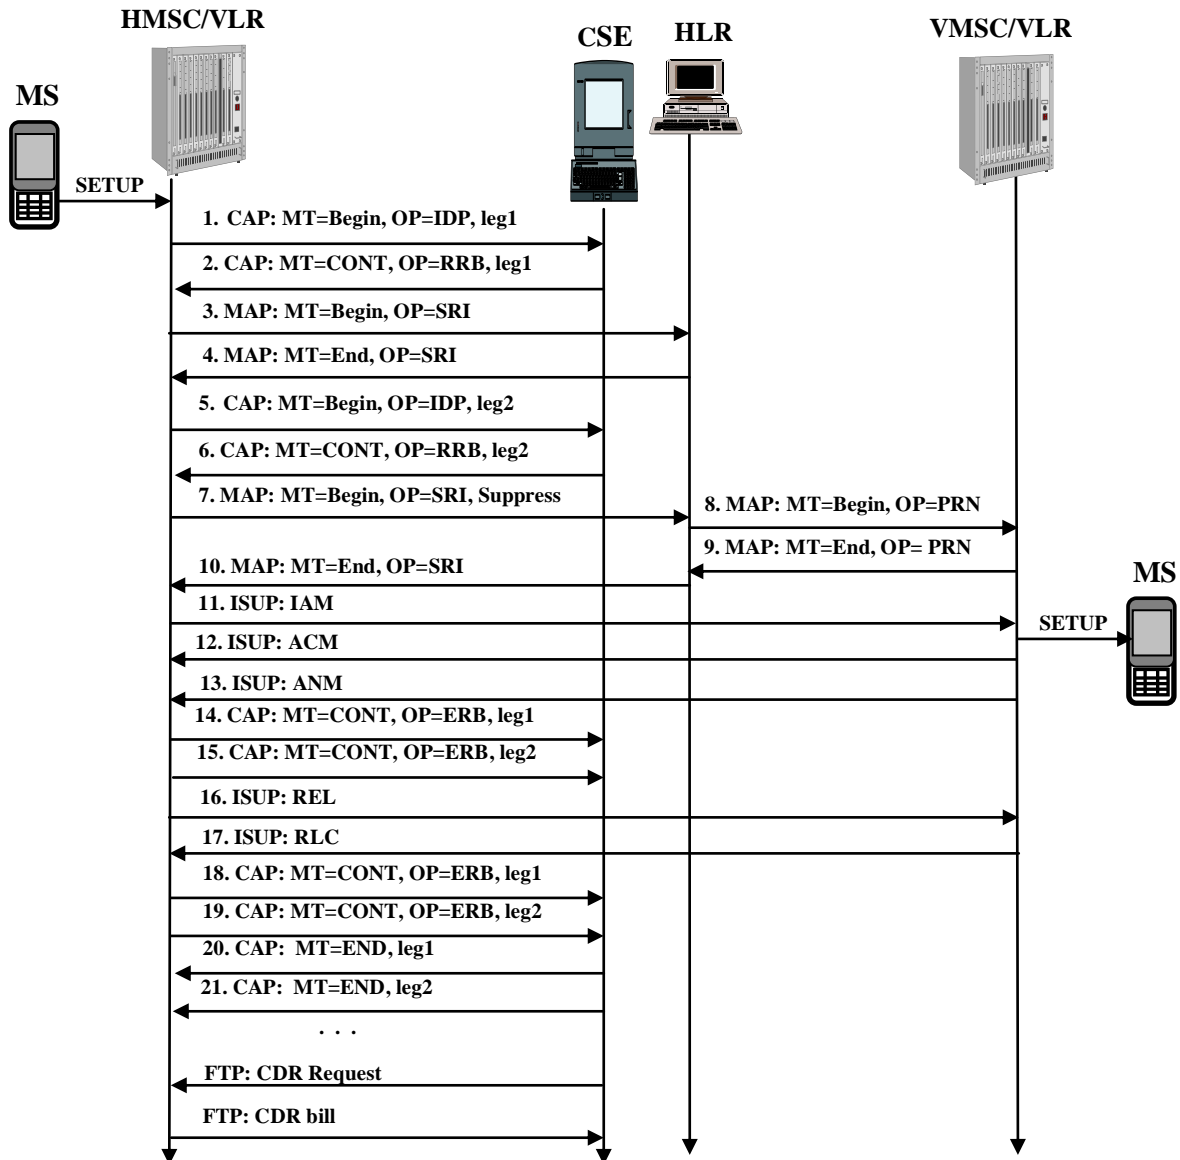 HMSC/VLR
CSE
HLR
VMSC/VLR
MS
SETUP
1. CAP: MT=Begin, OP=IDP, leg1
2. CAP: MT=CONT, OP=RRB, leg1
3. MAP: MT=Begin, OP=SRI
4. MAP: MT=End, OP=SRI
5. CAP: MT=Begin, OP=IDP, leg2
6. CAP: MT=CONT, OP=RRB, leg2
7. MAP: MT=Begin, OP=SRI, Suppress
8. MAP: MT=Begin, OP=PRN
9. MAP: MT=End, OP= PRN
10. MAP: MT=End, OP=SRI
MS
11. ISUP: IAM
SETUP
12. ISUP: ACM
13. ISUP: ANM
14. CAP: MT=CONT, OP=ERB, leg1
15. CAP: MT=CONT, OP=ERB, leg2
16. ISUP: REL
17. ISUP: RLC
18. CAP: MT=CONT, OP=ERB, leg1
19. CAP: MT=CONT, OP=ERB, leg2
20. CAP: MT=END, leg1
21. CAP: MT=END, leg2
. . .
FTP: CDR Request
FTP: CDR bill